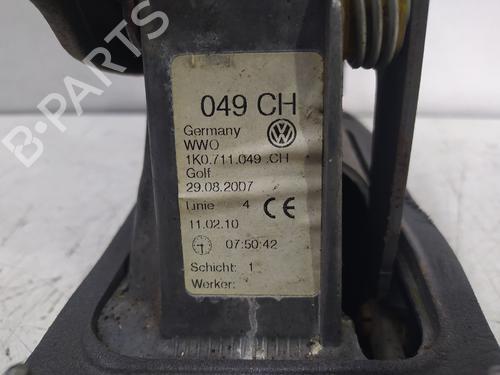 049 CH
Germany
WWO
1K0.711.049 .CH
Golf
29.08.2007
Linie 4 CE
11.02.10
07:50:42
Schicht: 1
Werker:
B-Parts